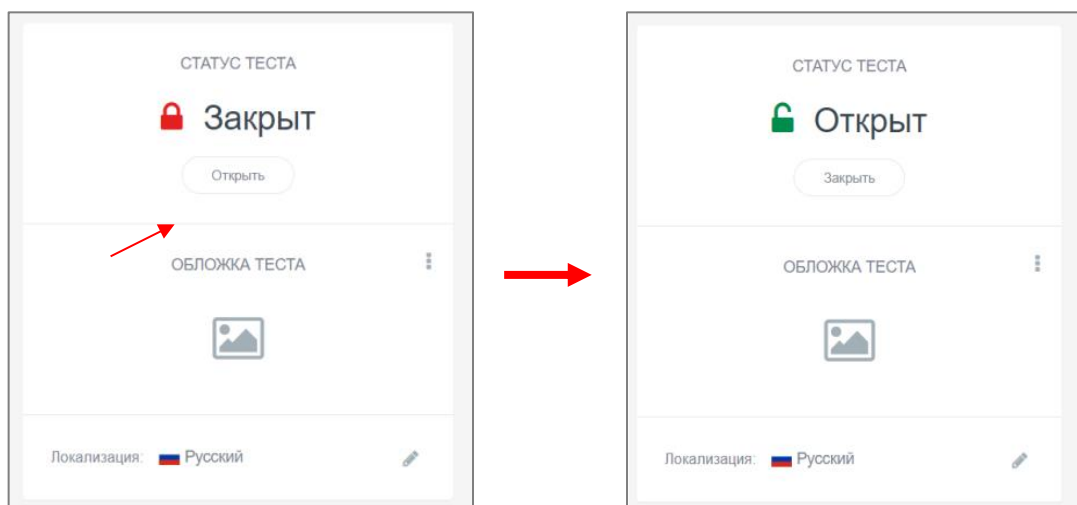 СТАТУС ТЕСТА
Закрыт
Открыть
ОБЛОЖКА ТЕСТА
Локализация: Русский
СТАТУС ТЕСТА
Открыт
Закрыть
ОБЛОЖКА ТЕСТА
Локализация: Русский